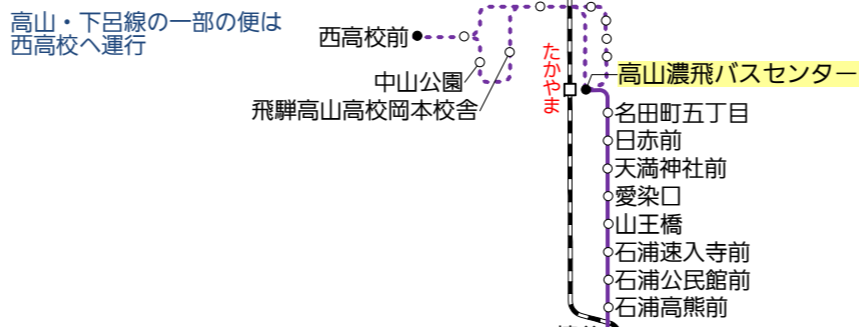 高山・下呂線の一部の便は
西高校へ運行
西高校前
中山公園
飛騨高山高校岡本校舎
たかやま
高山濃飛バスセンター
名田町五丁目
日赤前
天満神社前
愛染口
山王橋
石浦速入寺前
石浦公民館前
石浦高熊前